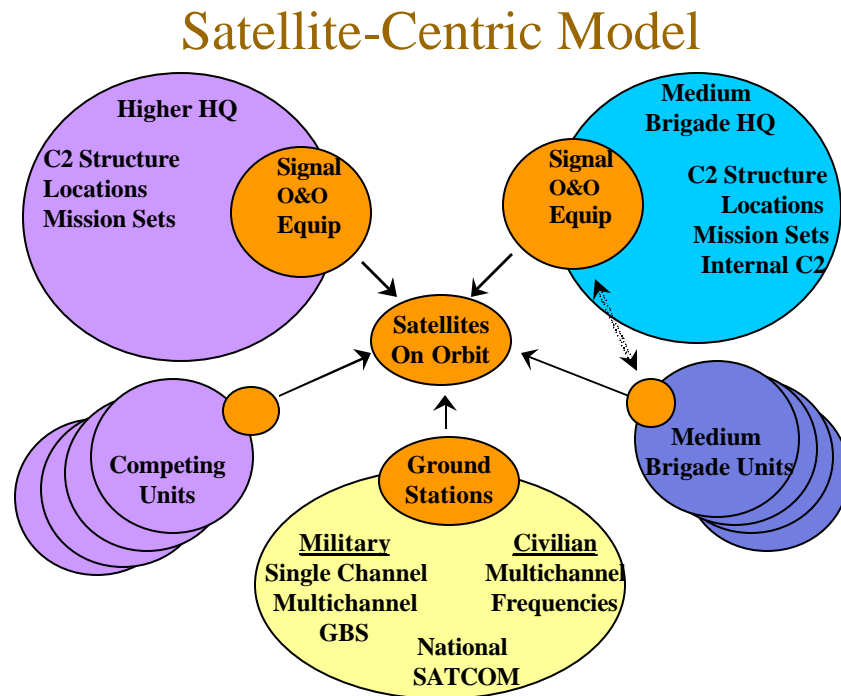 Satellite-Centric Model
Higher HQ
C2 Structure
Locations
Mission Sets
Signal
O&O
Equip
Medium
Brigade HQ
Signal
O&O
Equip
C2 Structure
Locations
Mission Sets
Internal C2
Satellites
On Orbit
Competing
Units
Medium
Brigade Units
Ground
Stations
Military
Single Channel
Multichannel
GBS
Civilian
Multichannel
Frequencies
National
SATCOM